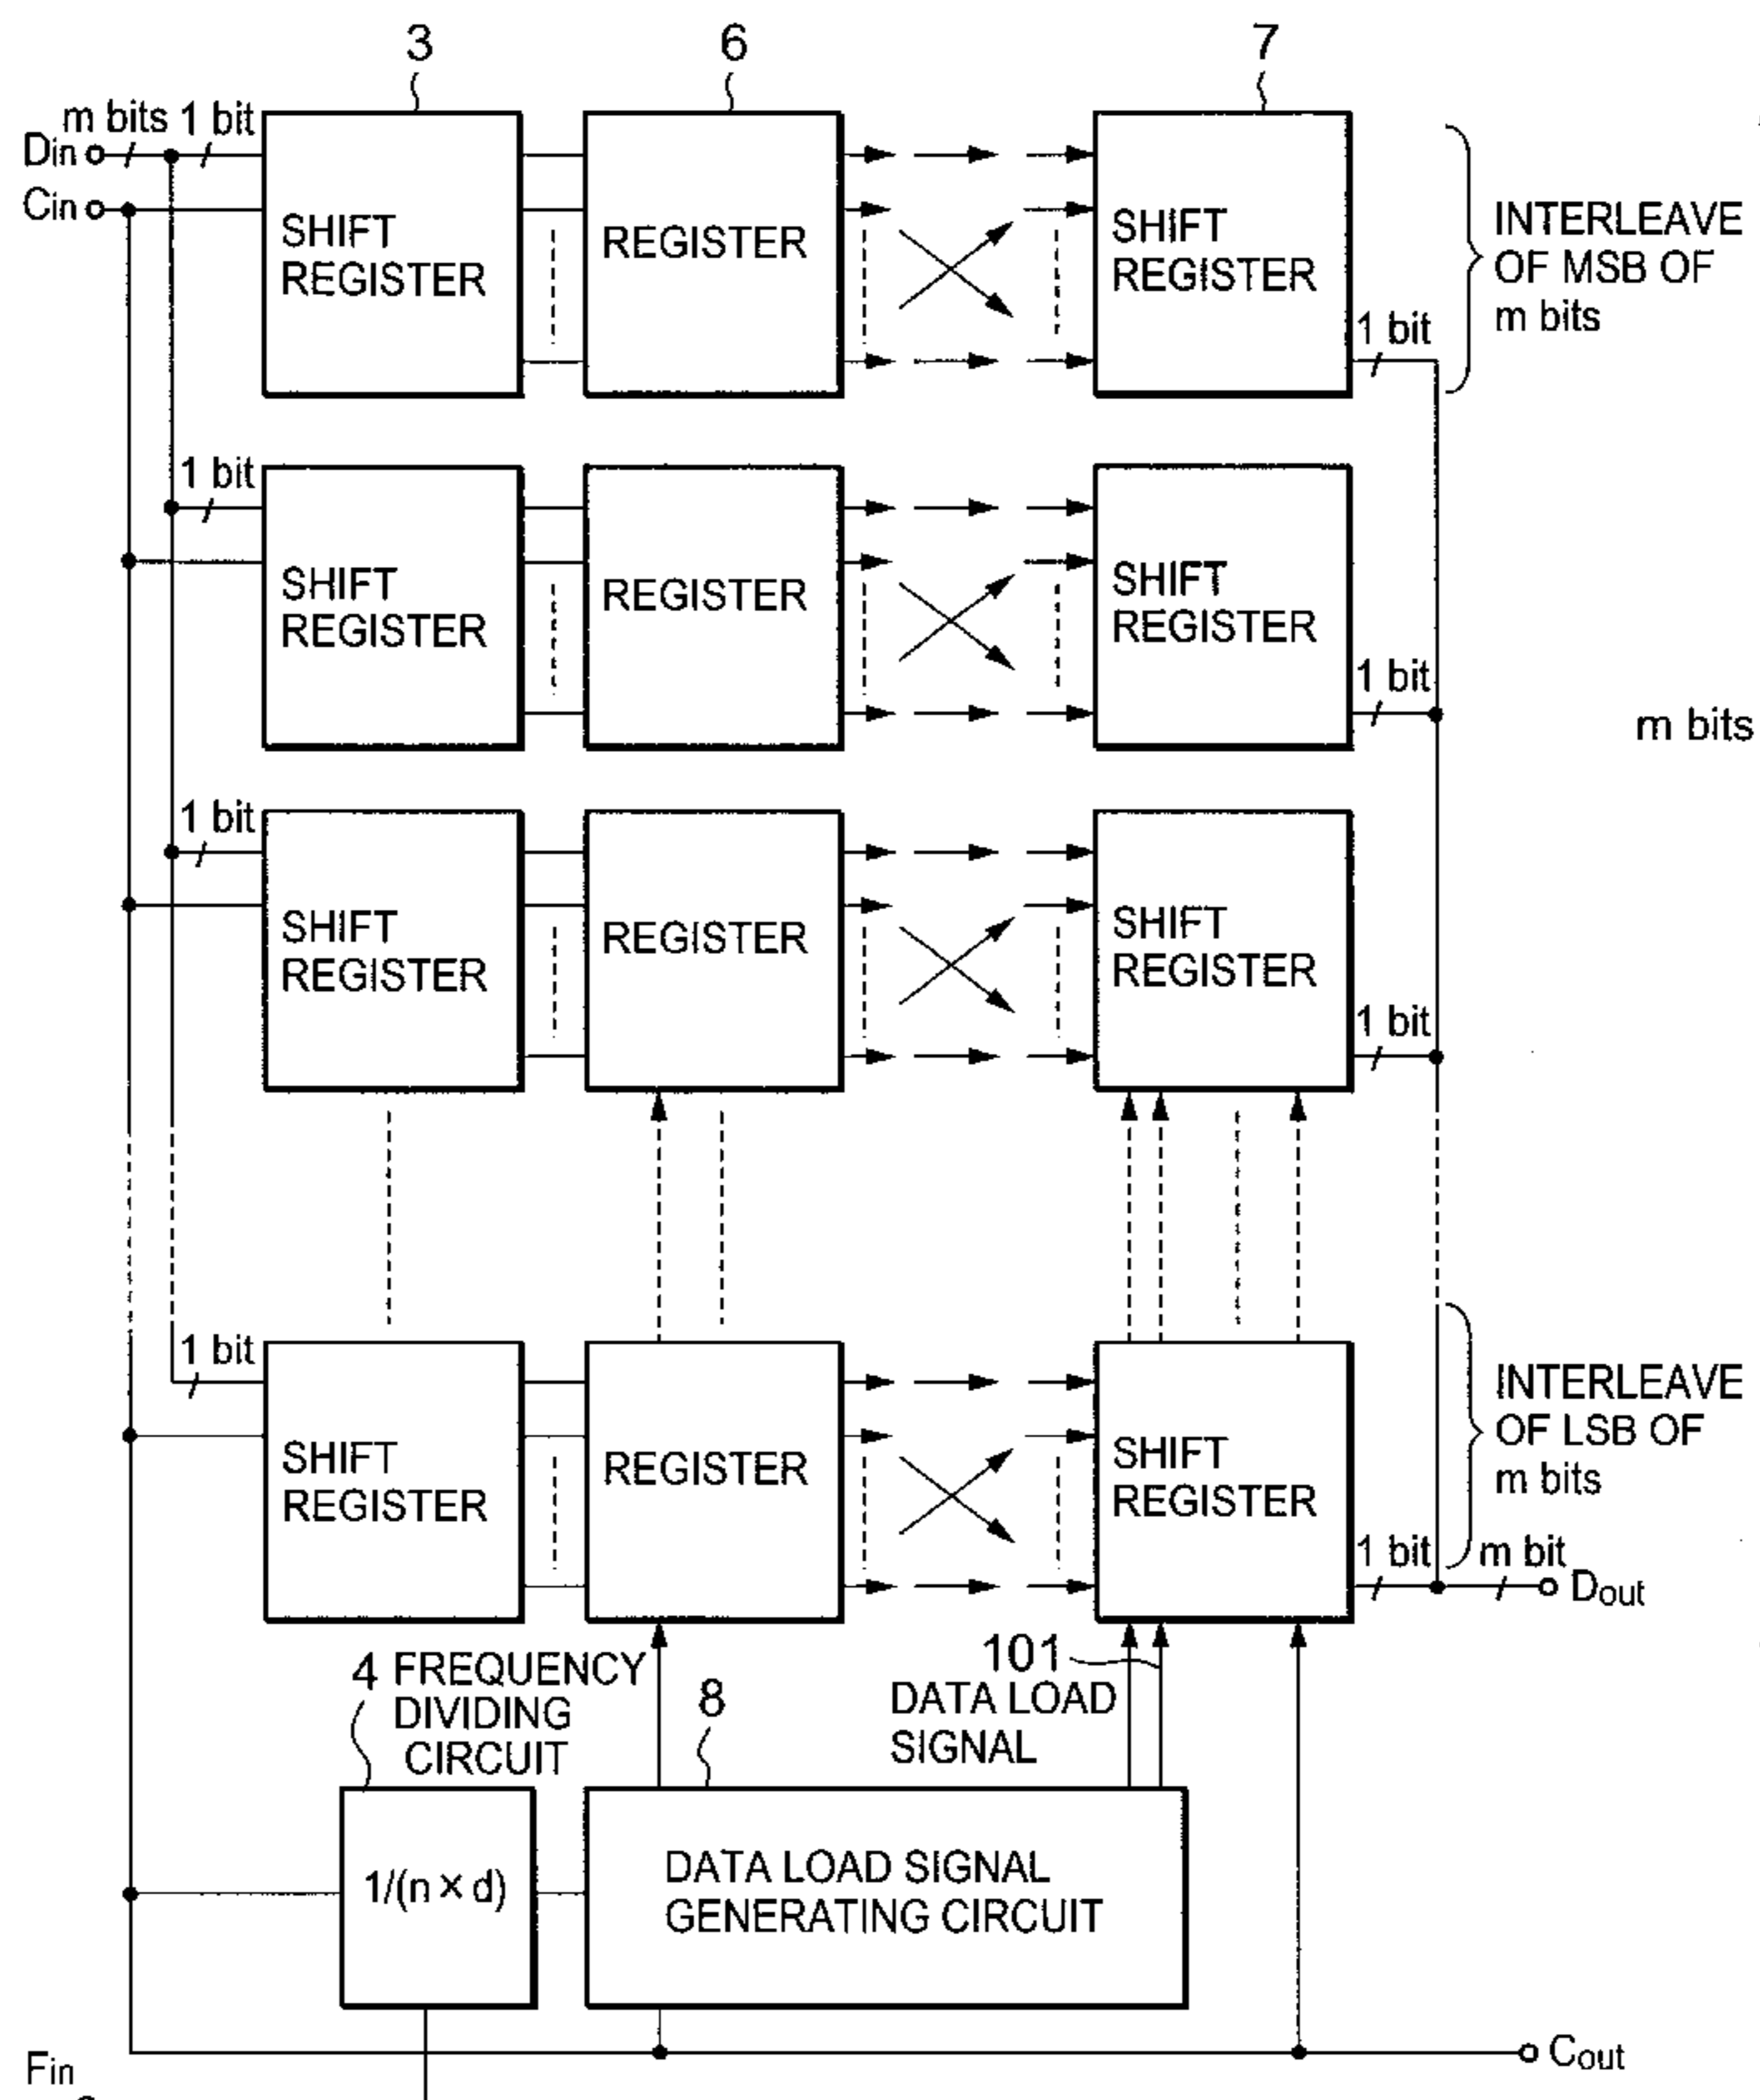 3
6
7
m bits 1 bit
Din
Cin
SHIFT
REGISTER
REGISTER
SHIFT
REGISTER
1 bit
INTERLEAVE
OF MSB OF
m bits
1 bit
SHIFT
REGISTER
REGISTER
SHIFT
REGISTER
1 bit
m bits
1 bit
SHIFT
REGISTER
REGISTER
SHIFT
REGISTER
1 bit
1 bit
SHIFT
REGISTER
REGISTER
SHIFT
REGISTER
INTERLEAVE
OF LSB OF
m bits
1 bit
m bit
Dout
4 FREQUENCY
DIVIDING
CIRCUIT
8
101
DATA LOAD
SIGNAL
1/(n × d)
DATA LOAD SIGNAL
GENERATING CIRCUIT
Fin
Cout